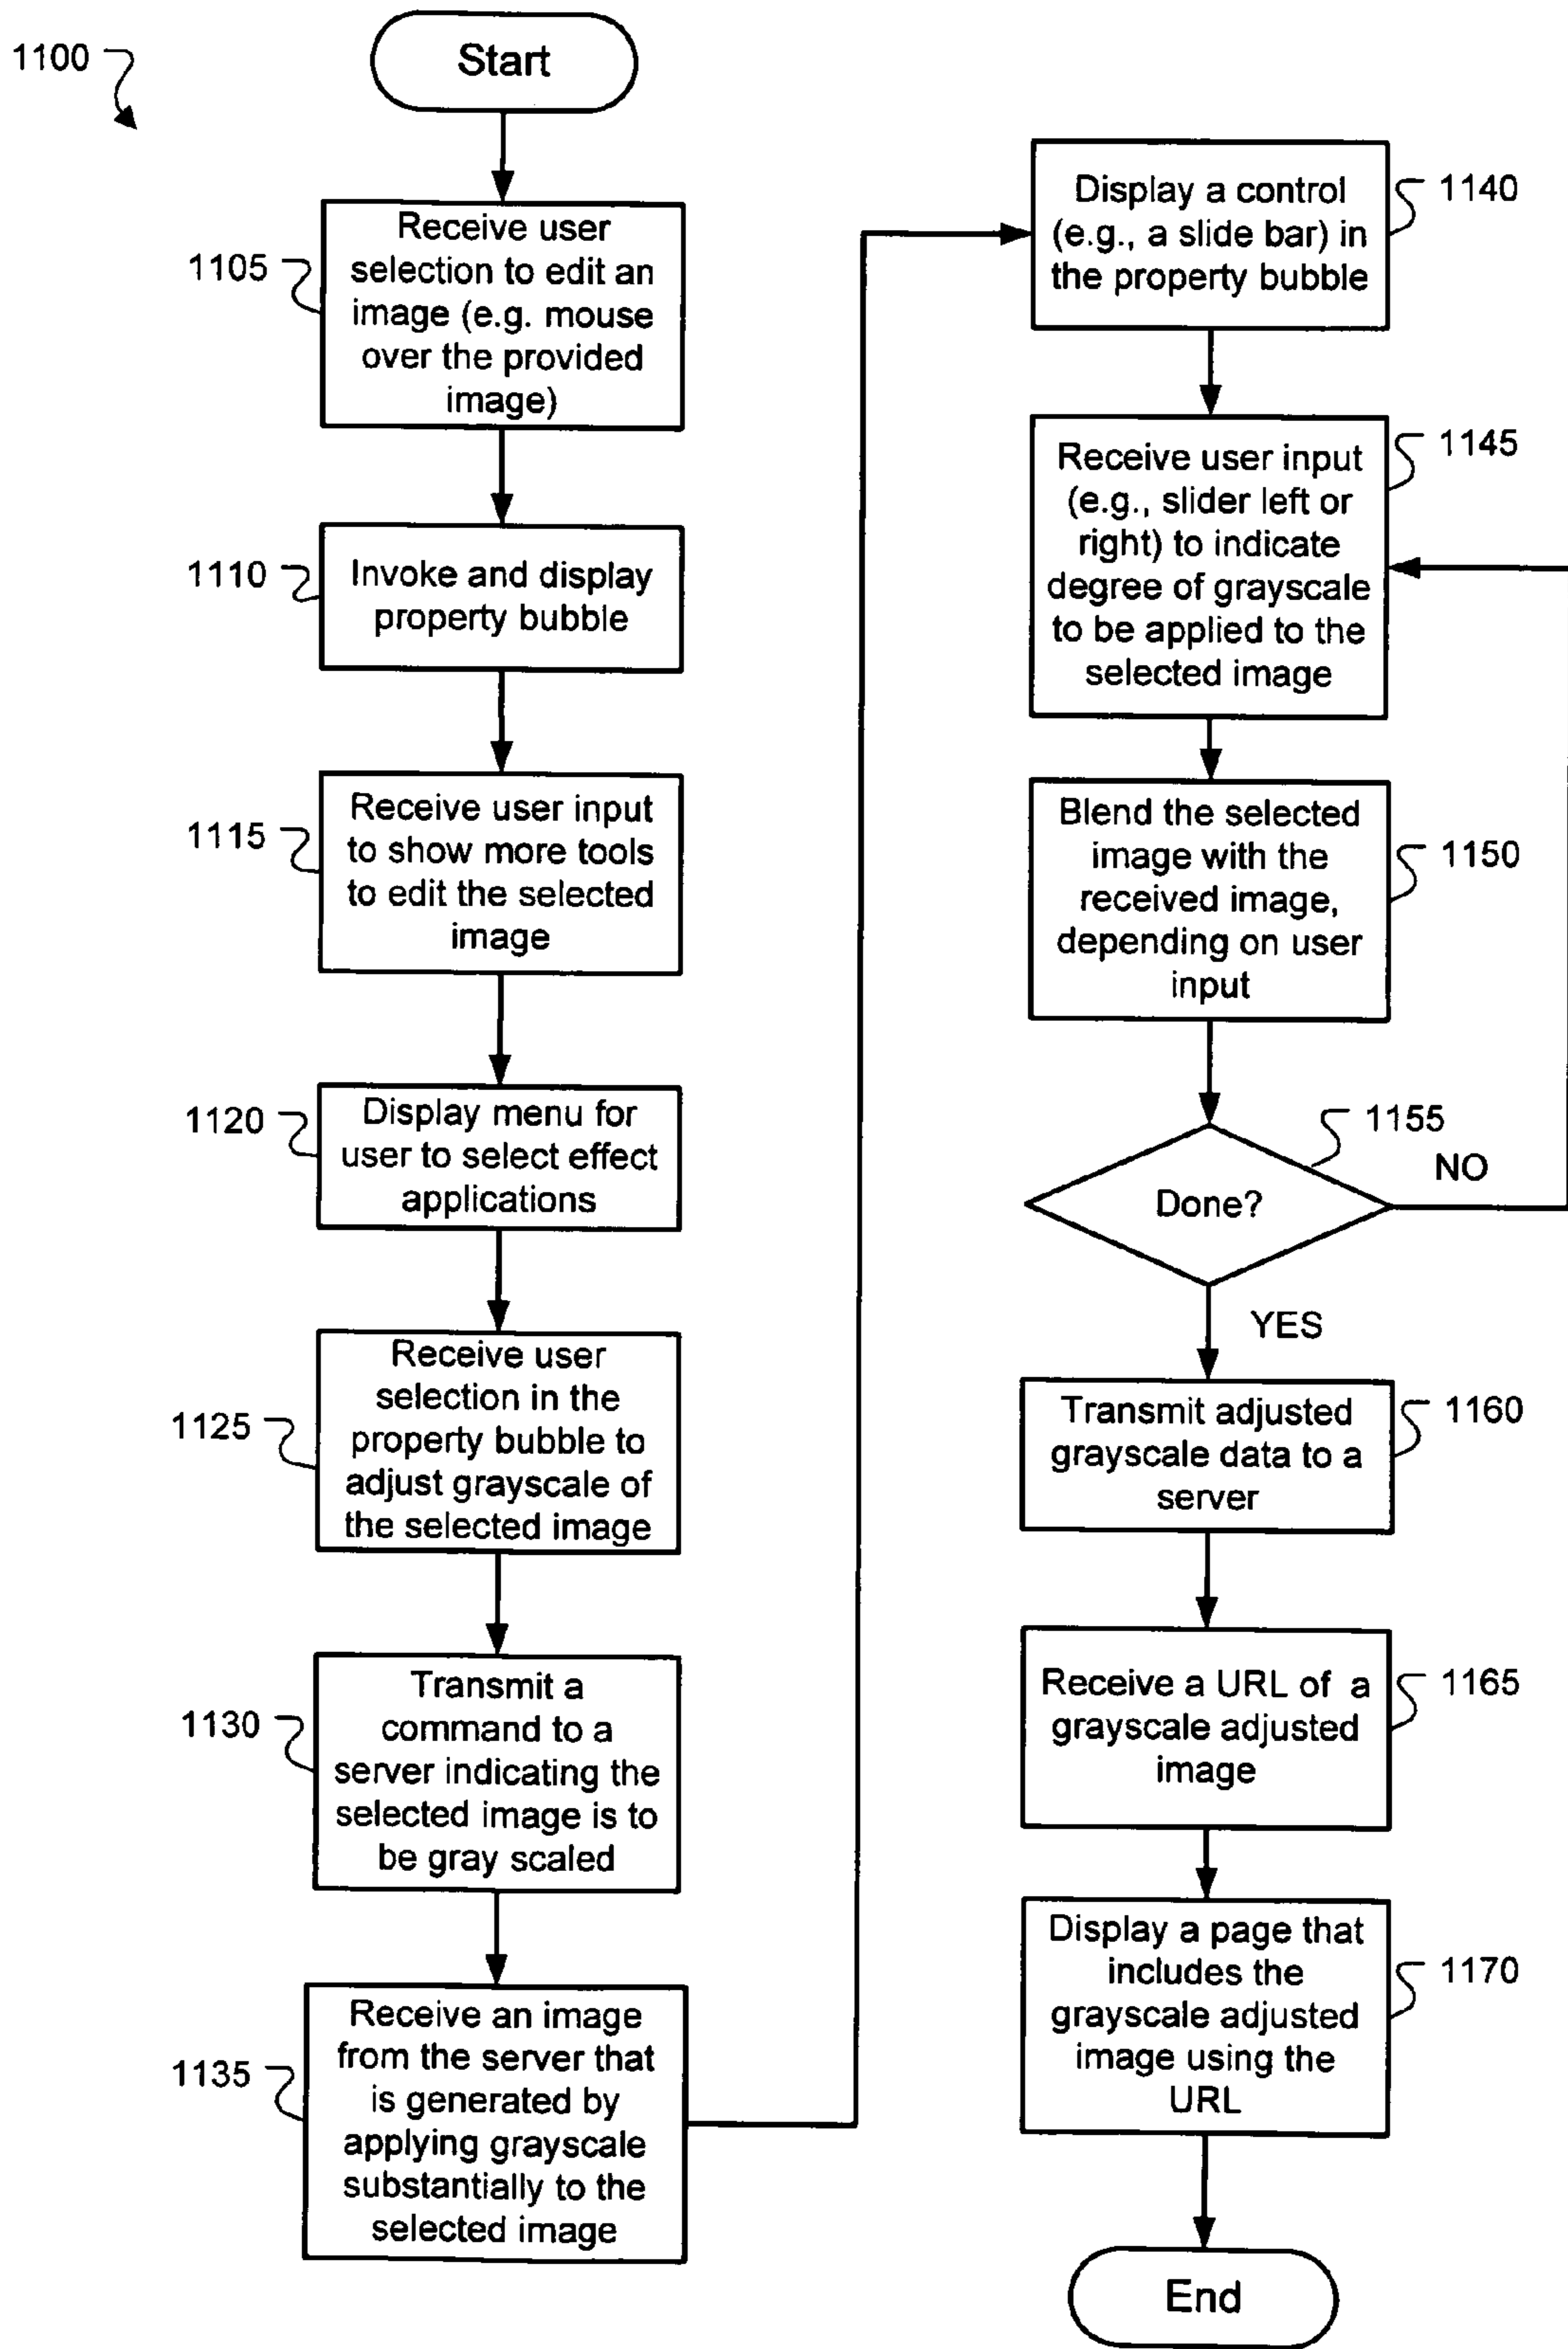 1100
Start
1105
Receive user
selection to edit an
image (e.g. mouse
over the provided
image)
1110
Invoke and display
property bubble
1115
Receive user input
to show more tools
to edit the selected
image
1120
Display menu for
user to select effect
applications
1125
Receive user
selection in the
property bubble to
adjust grayscale of
the selected image
1130
Transmit a
command to a
server indicating the
selected image is to
be gray scaled
1135
Receive an image
from the server that
is generated by
applying grayscale
substantially to the
selected image
Display a control
(e.g., a slide bar) in
the property bubble
1140
Receive user input
(e.g., slider left or
right) to indicate
degree of grayscale
to be applied to the
selected image
1145
Blend the selected
image with the
received image,
depending on user
input
1150
Done?
1155
NO
YES
Transmit adjusted
grayscale data to a
server
1160
Receive a URL of a
grayscale adjusted
image
1165
Display a page that
includes the
grayscale adjusted
image using the
URL
1170
End